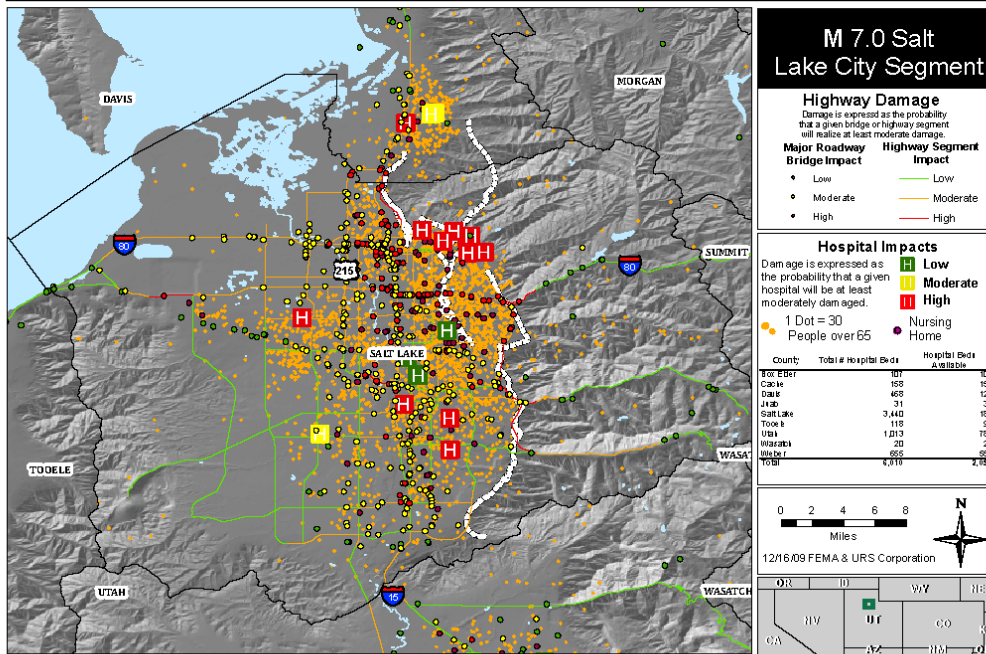 M 7.0 Salt
Lake City Segment
Highway Damage
Damage is expressd as the probability
that a given bridge or highway segment
will realize at least moderate damage.
Major Roadway Highway Segment
Bridge Impact Impact
Low Low
Moderate Moderate
High High
Hospital Impacts
Damage is expressed as
the probability that a given
hospital will be at least
moderately damaged.
H Low
H Moderate
H High
1 Dot = 30
People over 65
Nursing
Home
County Total # Hospital Beds Hospital Beds
Available
Box Elder 107
Cache 158
Davis 468
Juab 31
Salt Lake 3,440
Tooele 118
Utah 1,013
Wasatch 20
Weber 655
Total 6,010
0 2 4 6 8
Miles
N
12/16/09 FEMA & URS Corporation
OR ID WY NE
NV UT CO
CA AZ NM
DAVIS
MORGAN
H
H
H
H
H
H
H
H
80
215
SUMMIT
80
H
H
SALT LAKE
H
H
H
H
H
TOOELE
UTAH
15
WASATCH